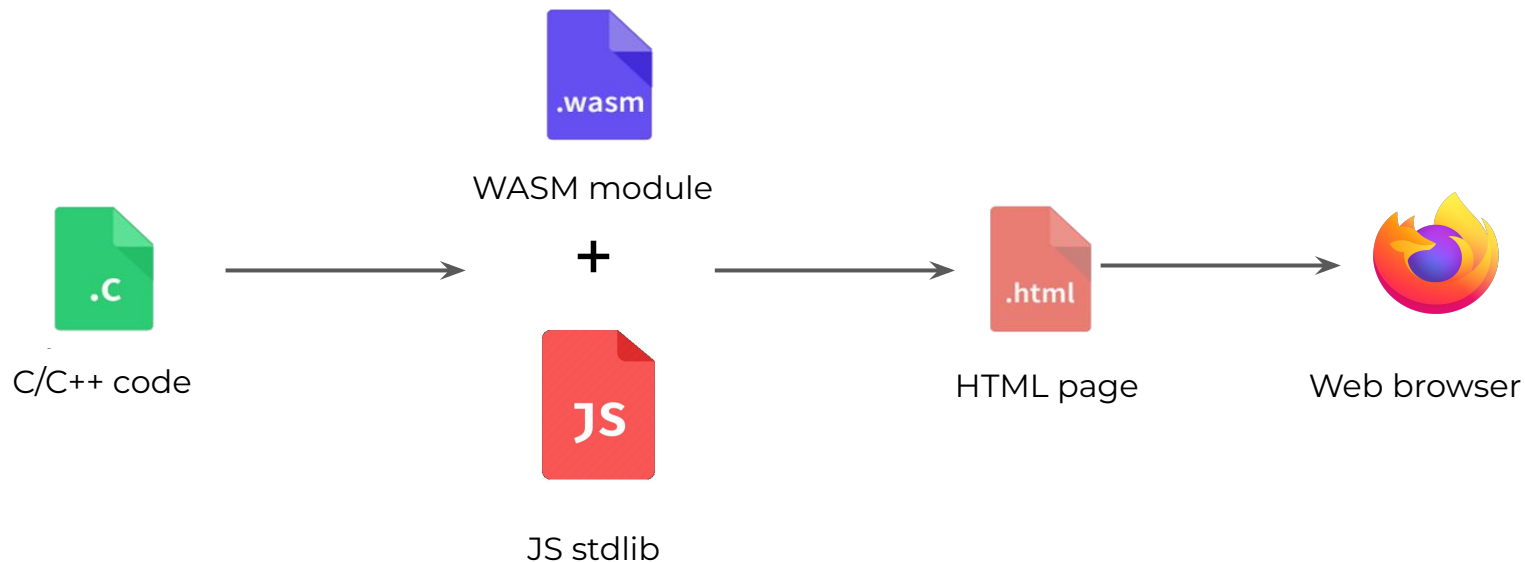 .wasm
WASM module
+
.c
.html
C/C++ code
HTML page
Web browser
JS
JS stdlib